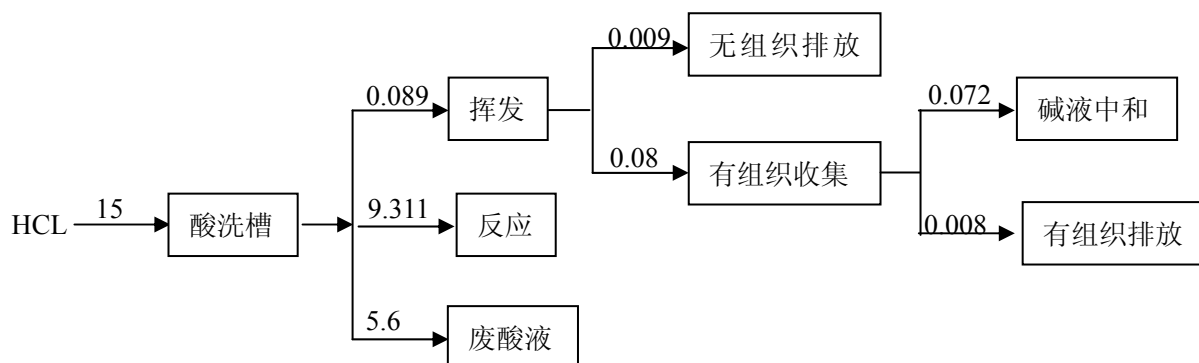 0.009
无组织排放
0.089
挥发
0.072
碱液中和
0.08
有组织收集
HCL
15
酸洗槽
9.311
反应
0.008
有组织排放
5.6
废酸液